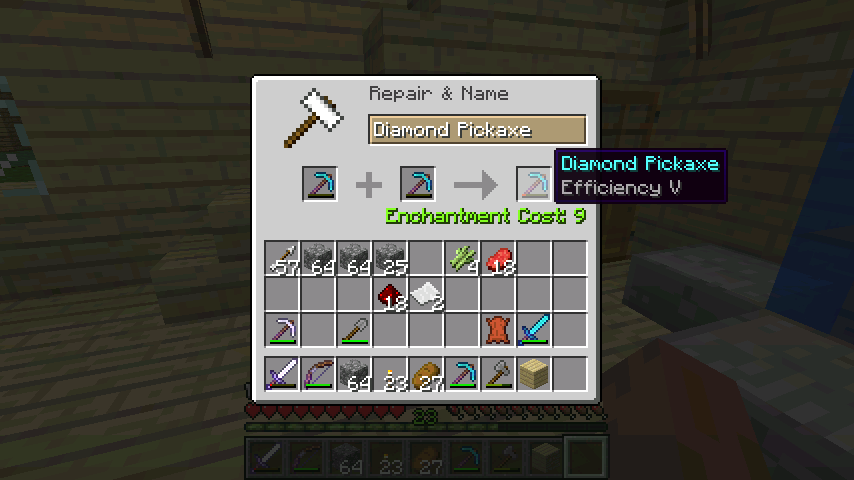 Repair & Name
Diamond Pickaxe
Diamond Pickaxe
Efficiency V
Enchantment Cost: 9
57 64 64 25 4 18
18 2
64 23 27
28
64 23 27